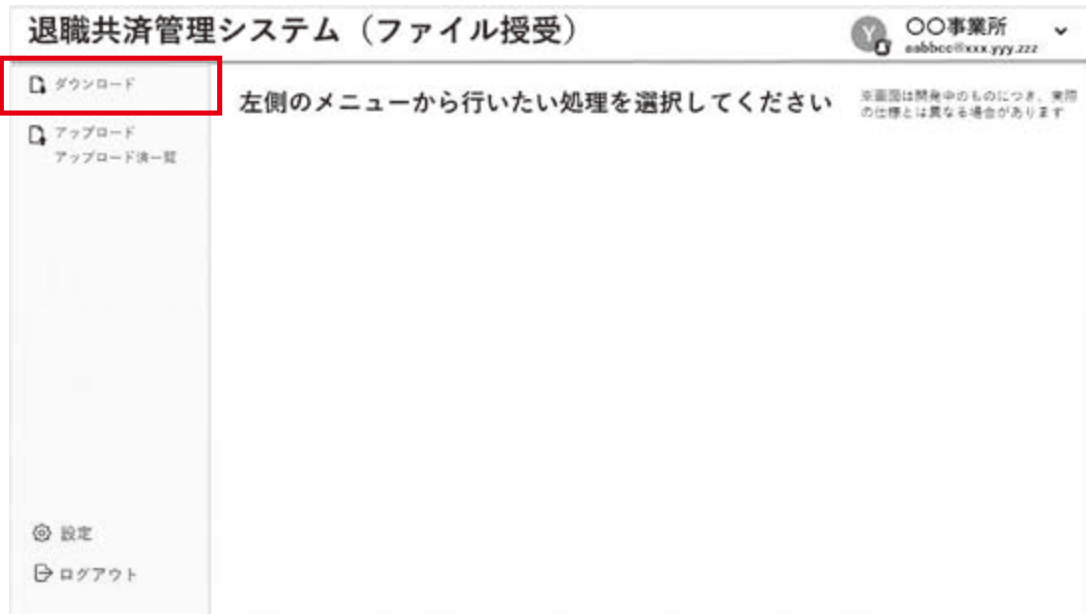 退職共済管理システム（ファイル授受）
〇〇事業所
aabbcc@xxx.yyy.zzz
ダウンロード
アップロード
アップロード済一覧
左側のメニューから行いたい処理を選択してください
※画面は開発中のものにつき、実際
の仕様とは異なる場合があります
設定
ログアウト
Y